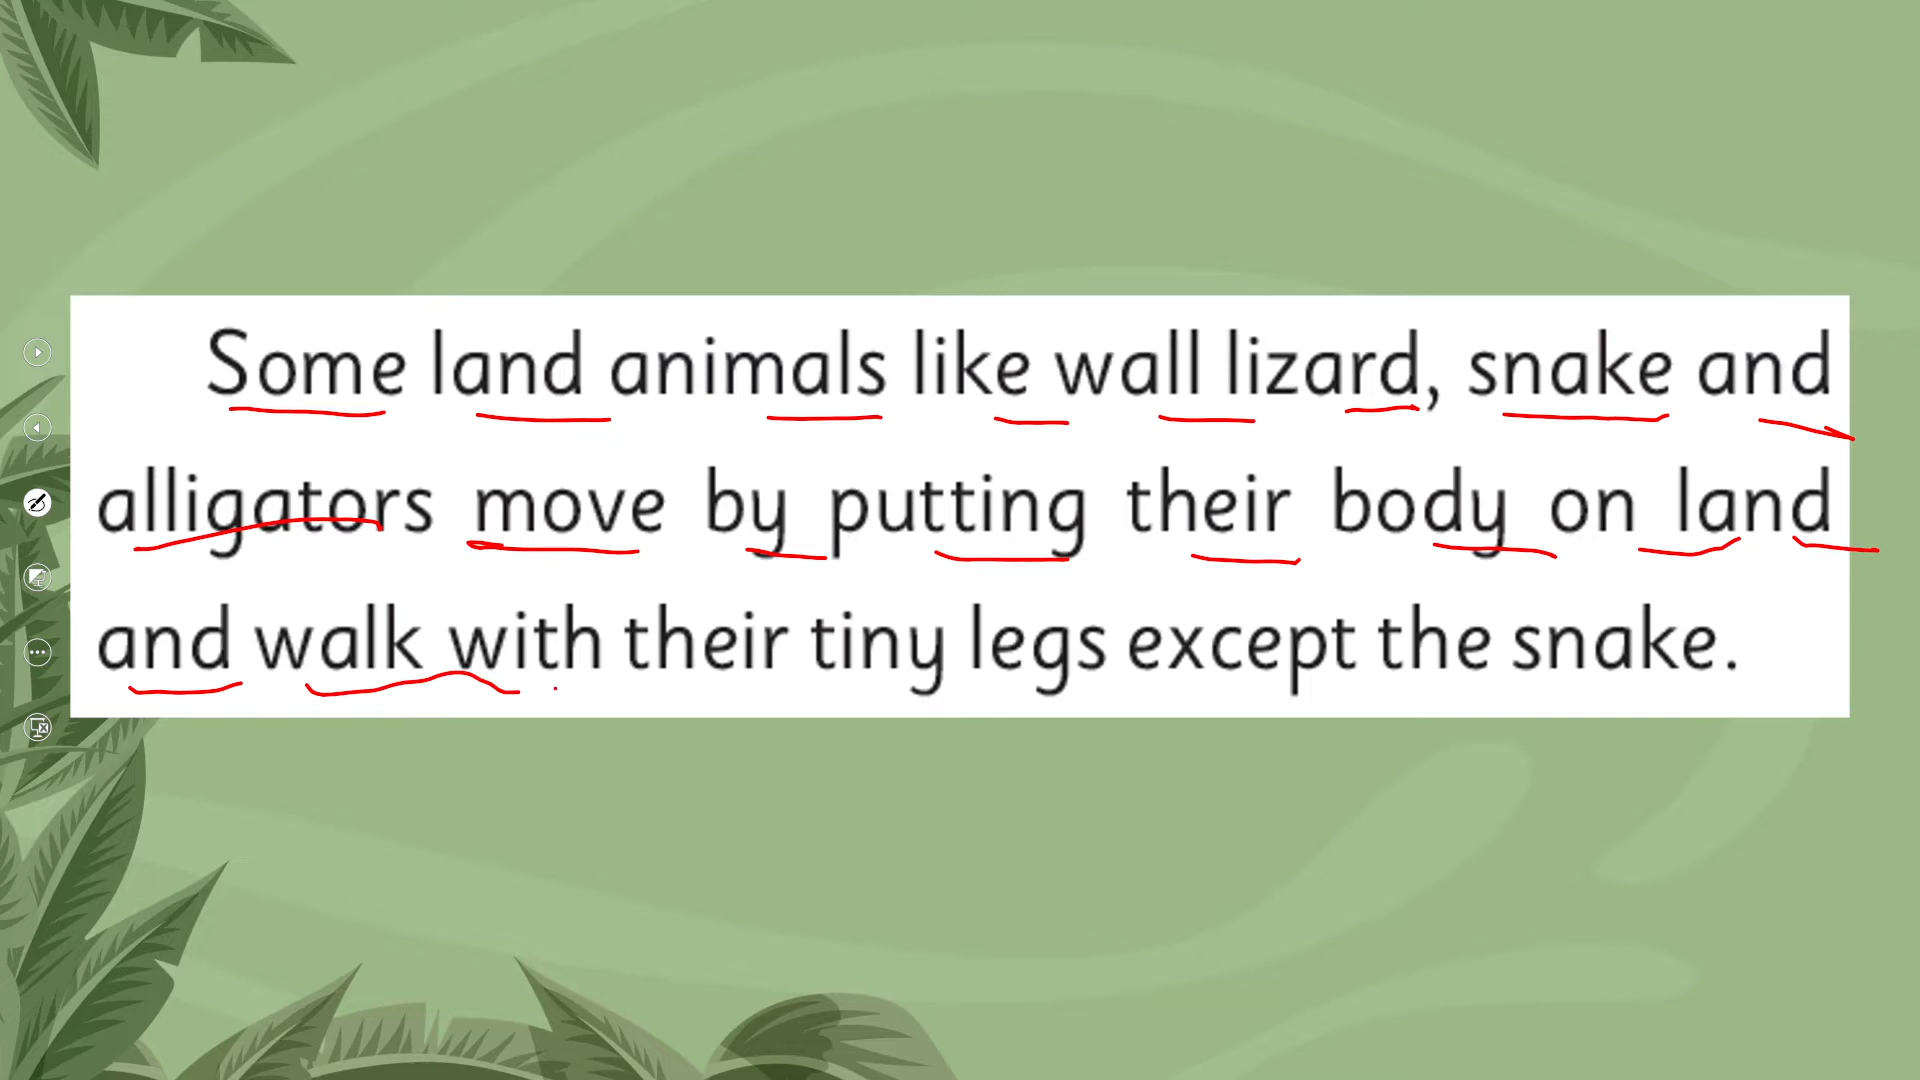 Some land animals like wall lizard, snake and
alligators move by putting their body on land
and walk with their tiny legs except the snake.